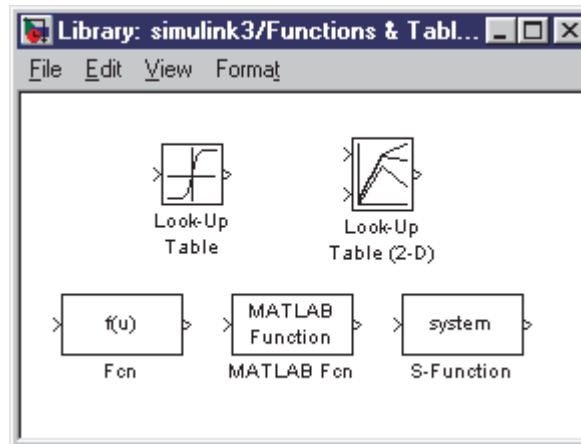 Library: simulink3/Functions & Tabl...
File Edit View Format
Look-Up
Table
Look-Up
Table (2-D)
f(u)
Fcn
MATLAB
Function
MATLAB Fcn
system
S-Function